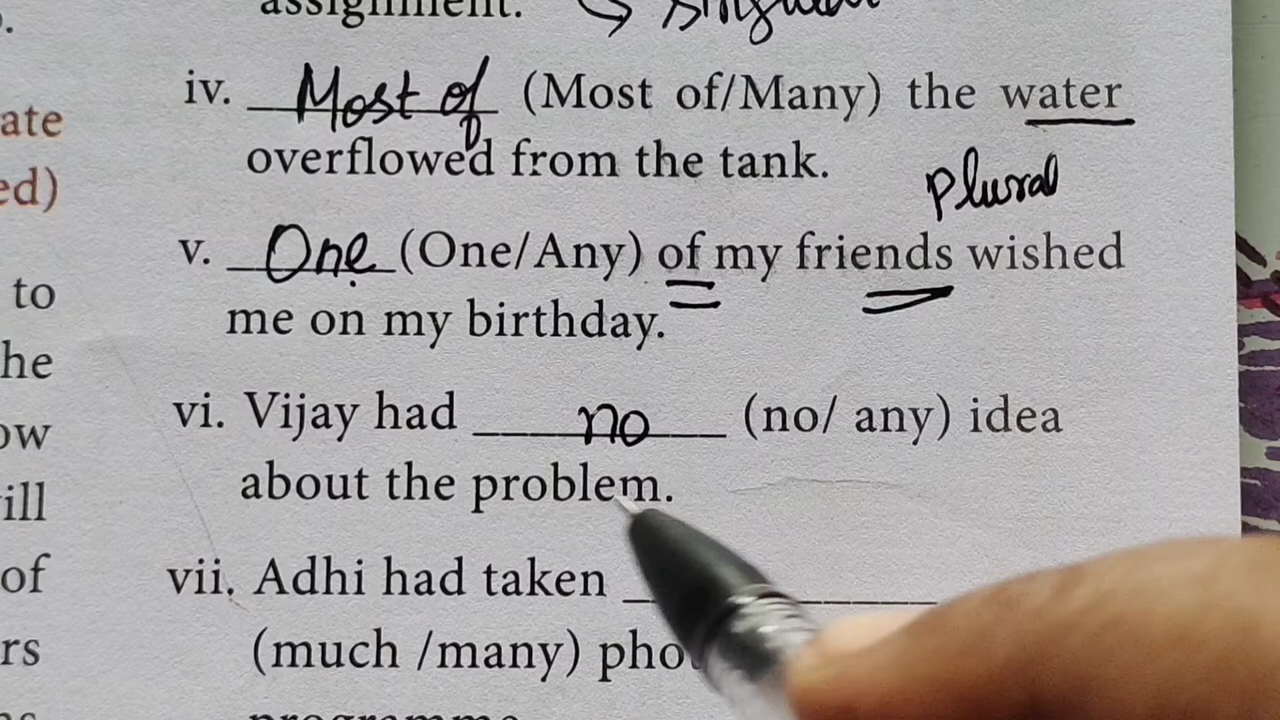 assignment. → singular
iv. Most of (Most of/Many) the water
overflowed from the tank.
plural
v. One (One/Any) of my friends wished
me on my birthday.
vi. Vijay had no (no/ any) idea
about the problem.
vii. Adhi had taken
(much /many)
programme
ate
ed)
to
he
ow
ill
of
rs